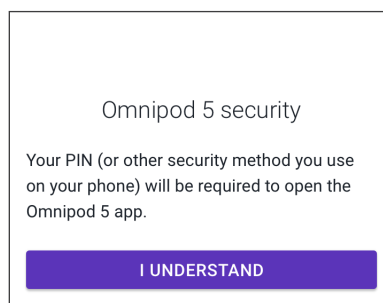 Omnipod 5 security
Your PIN (or other security method you use
on your phone) will be required to open the
Omnipod 5 app.
I UNDERSTAND